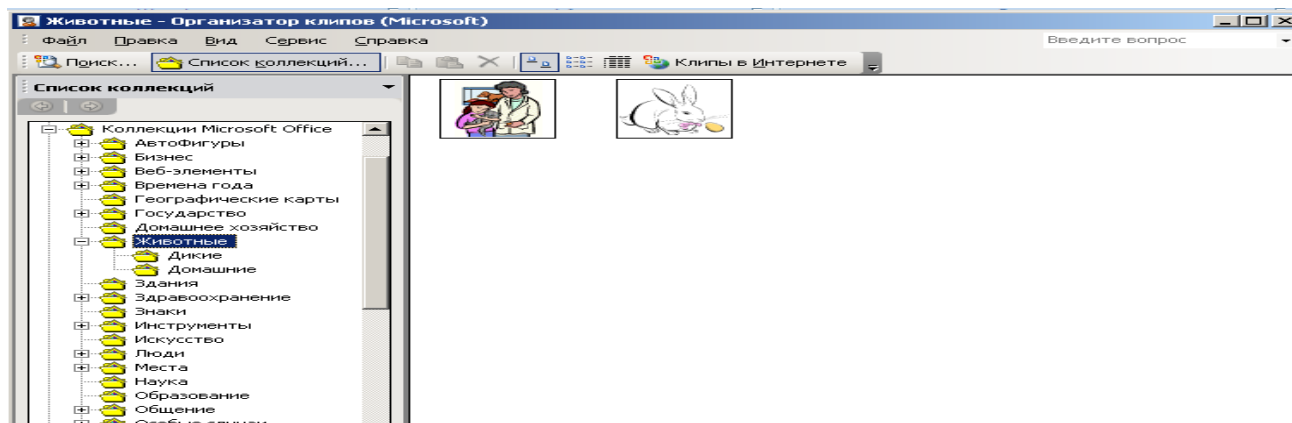 Животные - Организатор клипов (Microsoft)
Файл Правка Вид Сервис Справка Введите вопрос
Поиск... Список коллекций... Клипы в Интернете
Список коллекций
Коллекции Microsoft Office
АвтоФигуры
Бизнес
Веб-элементы
Времена года
Географические карты
Государство
Домашнее хозяйство
Животные
Дикие
Домашние
Здания
Здравоохранение
Знаки
Инструменты
Искусство
Люди
Места
Наука
Образование
Общение
Особые случаи